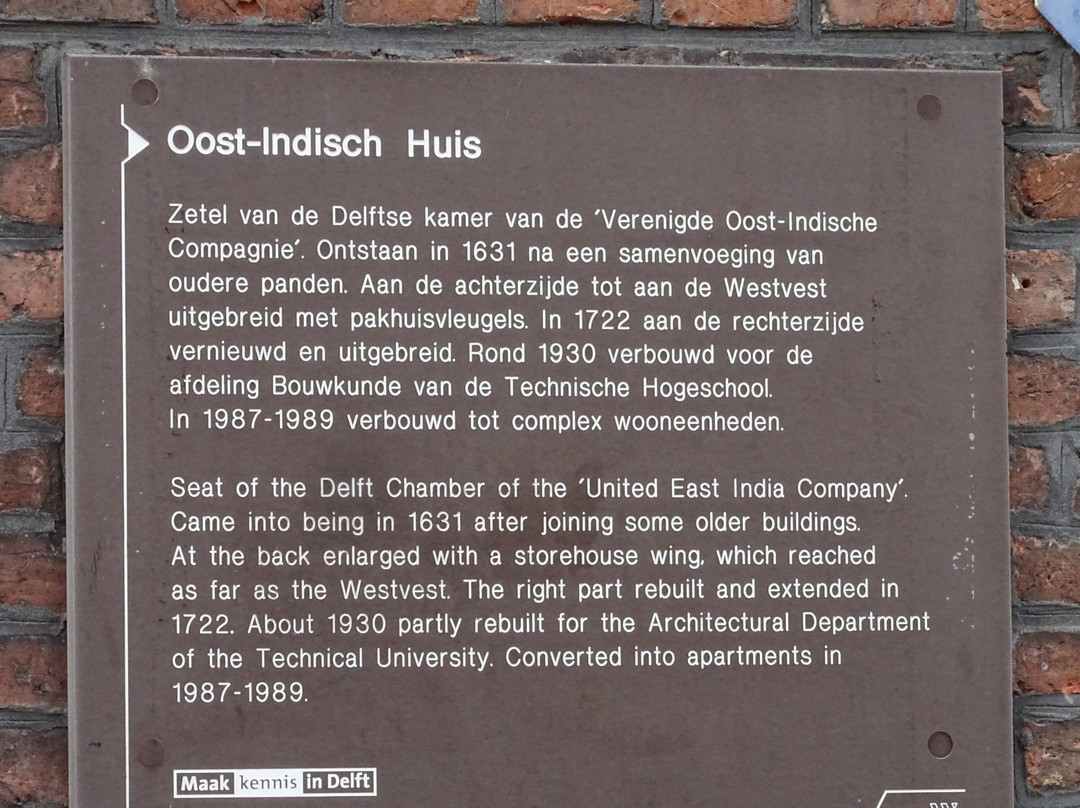 Oost-Indisch Huis
Zetel van de Delftse kamer van de ′Verenigde Oost-Indische
Compagnie′. Ontstaan in 1631 na een samenvoeging van
oudere panden. Aan de achterzijde tot aan de Westvest
uitgebreid met pakhuisvleugels. In 1722 aan de rechterzijde
vernieuwd en uitgebreid. Rond 1930 verbouwd voor de
afdeling Bouwkunde van de Technische Hogeschool.
In 1987-1989 verbouwd tot complex wooneenheden.
Seat of the Delft Chamber of the ′United East India Company′.
Came into being in 1631 after joining some older buildings.
At the back enlarged with a storehouse wing, which reached
as far as the Westvest. The right part rebuilt and extended in
1722. About 1930 partly rebuilt for the Architectural Department
of the Technical University. Converted into apartments in
1987-1989.
Maak kennis in Delft